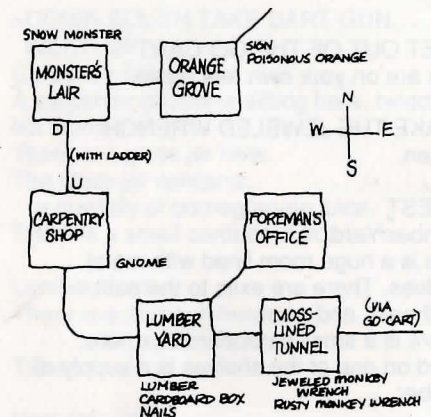 SNOW MONSTER
MONSTER'S
LAIR
ORANGE
GROVE
SIGN
POISONOUS ORANGE
N
W
E
S
D
(WITH LADDER)
U
CARPENTRY
SHOP
GNOME
FOREMAN'S
OFFICE
LUMBER
YARD
LUMBER
CARDBOARD BOX
NAILS
MOSS-
LINED
TUNNEL
(VIA
GO-CART)
JEWELED MONKEY
WRENCH
RUSTY MONKEY WRENCH